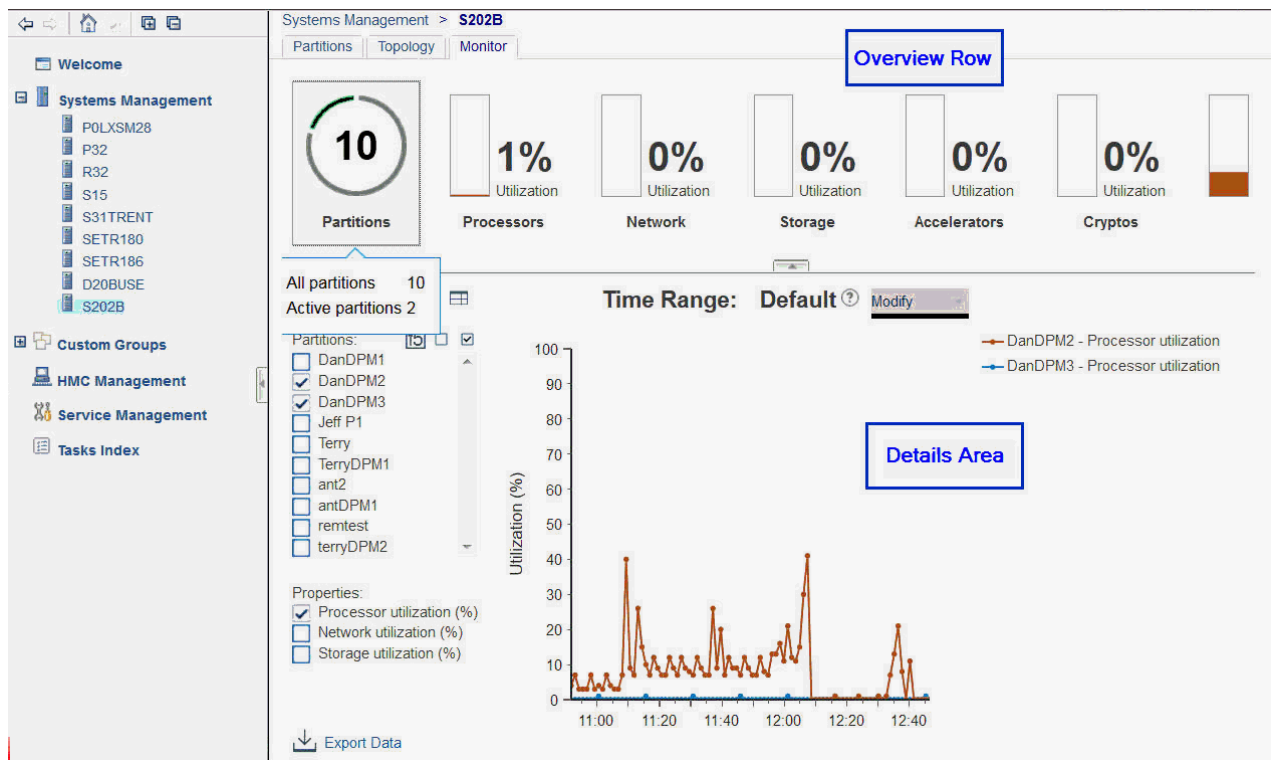 Systems Management > S202B
Partitions Topology Monitor
Overview Row
Welcome
Systems Management
P0LXSM28
P32
R32
S15
S31TRENT
SETR180
SETR186
D20BUSE
S202B
Custom Groups
HMC Management
Service Management
Tasks Index
10
Partitions
1%
Utilization
Processors
0%
Utilization
Network
0%
Utilization
Storage
0%
Utilization
Accelerators
0%
Utilization
Cryptos
All partitions 10
Active partitions 2
Time Range: Default ? Modify
Partitions:
DanDPM1
DanDPM2
DanDPM3
Jeff P1
Terry
TerryDPM1
ant2
antDPM1
remtest
terryDPM2
Properties:
Processor utilization (%)
Network utilization (%)
Storage utilization (%)
Export Data
DanDPM2 - Processor utilization
DanDPM3 - Processor utilization
Details Area
Utilization (%)
100
90
80
70
60
50
40
30
20
10
0
11:00 11:20 11:40 12:00 12:20 12:40